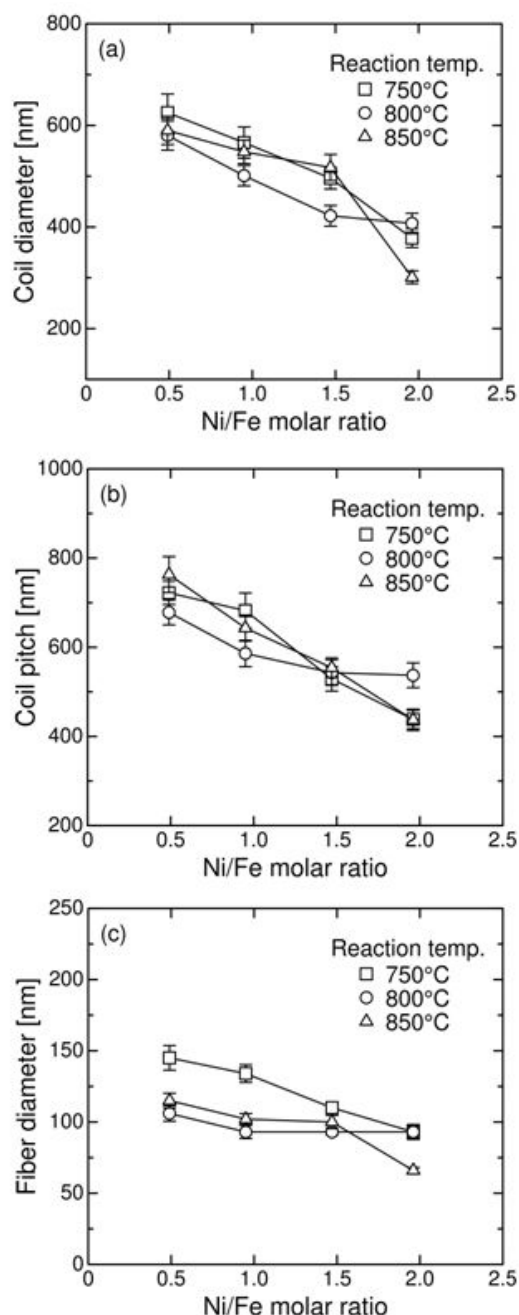 800
(a)
Reaction temp.
750°C
800°C
850°C
600
400
200
Coil diameter [nm]
0
0.5
1.0
1.5
2.0
2.5
Ni/Fe molar ratio
1000
(b)
Reaction temp.
750°C
800°C
850°C
800
600
400
200
Coil pitch [nm]
0
0.5
1.0
1.5
2.0
2.5
Ni/Fe molar ratio
250
(c)
Reaction temp.
750°C
800°C
850°C
200
150
100
50
0
Fiber diameter [nm]
0
0.5
1.0
1.5
2.0
2.5
Ni/Fe molar ratio